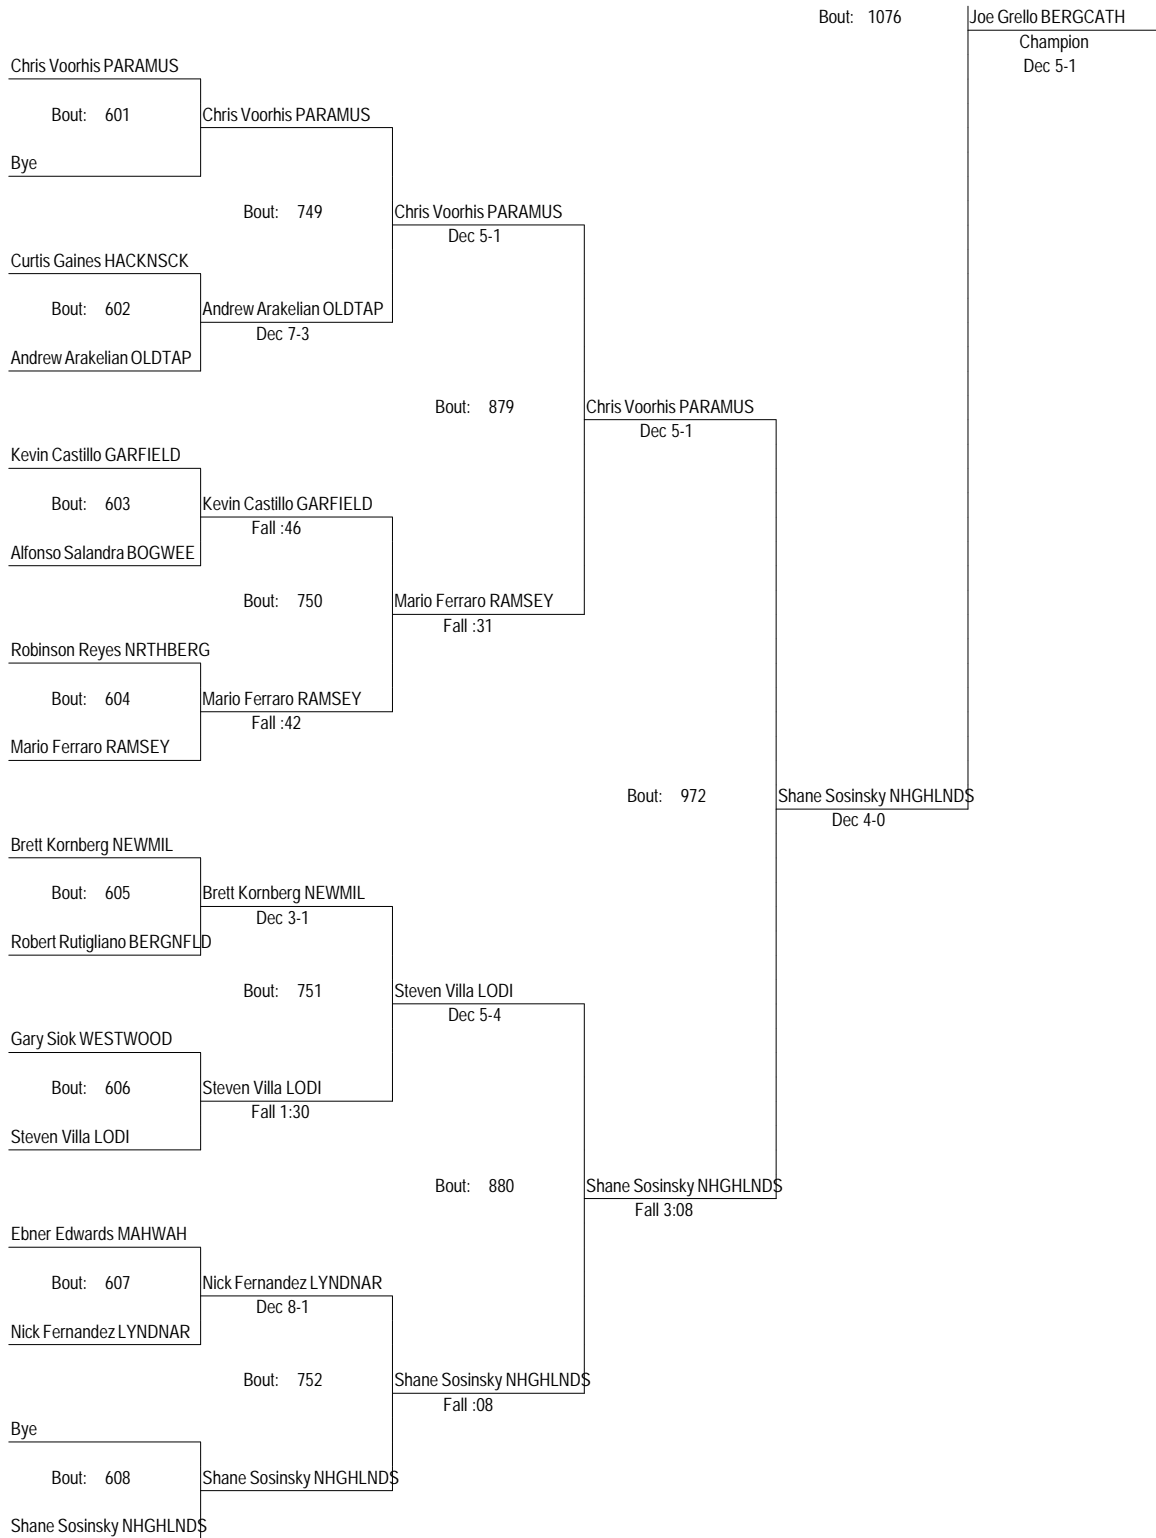 Bout: 1076 Joe Grello BERGCATH
Champion
Chris Voorhis PARAMUS Dec 5-1
Bout: 601 Chris Voorhis PARAMUS
Bye
Bout: 749 Chris Voorhis PARAMUS
Dec 5-1
Curtis Gaines HACKNSCK
Bout: 602 Andrew Arakelian OLDTAP
Dec 7-3
Andrew Arakelian OLDTAP
Bout: 879 Chris Voorhis PARAMUS
Dec 5-1
Kevin Castillo GARFIELD
Bout: 603 Kevin Castillo GARFIELD
Fall :46
Alfonso Salandra BOGWEE
Bout: 750 Mario Ferraro RAMSEY
Fall :31
Robinson Reyes NRTHBERG
Bout: 604 Mario Ferraro RAMSEY
Fall :42
Mario Ferraro RAMSEY
Bout: 972 Shane Sosinsky NHGHLNDS
Dec 4-0
Brett Kornberg NEWMIL
Bout: 605 Brett Kornberg NEWMIL
Dec 3-1
Robert Rutigliano BERGNFLD
Bout: 751 Steven Villa LODI
Dec 5-4
Gary Siok WESTWOOD
Bout: 606 Steven Villa LODI
Fall 1:30
Steven Villa LODI
Bout: 880 Shane Sosinsky NHGHLNDS
Fall 3:08
Ebner Edwards MAHWAH
Bout: 607 Nick Fernandez LYNDNAR
Dec 8-1
Nick Fernandez LYNDNAR
Bout: 752 Shane Sosinsky NHGHLNDS
Fall :08
Bye
Bout: 608 Shane Sosinsky NHGHLNDS
Shane Sosinsky NHGHLNDS